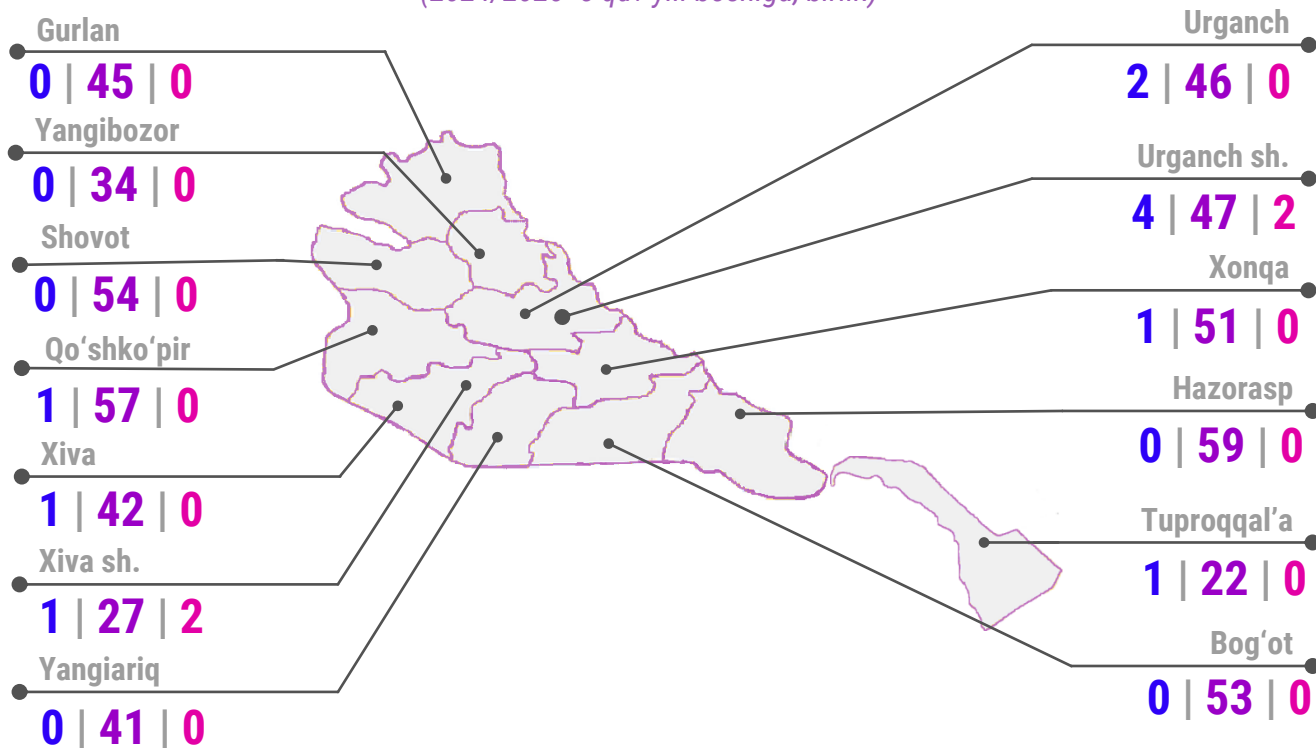 Gurlan
0 | 45 | 0
Yangibozor
0 | 34 | 0
Shovot
0 | 54 | 0
Qo‘shko‘pir
1 | 57 | 0
Xiva
1 | 42 | 0
Xiva sh.
1 | 27 | 2
Yangiariq
0 | 41 | 0
Urganch
2 | 46 | 0
Urganch sh.
4 | 47 | 2
Xonqa
1 | 51 | 0
Hazorasp
0 | 59 | 0
Tuproqqal’a
1 | 22 | 0
Bog‘ot
0 | 53 | 0